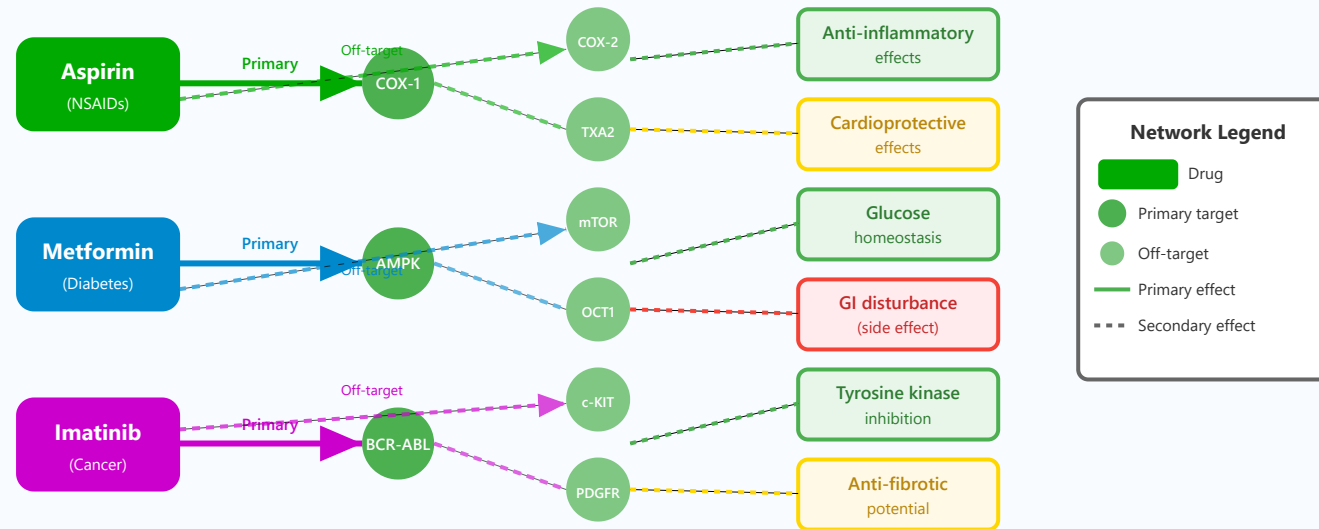 Aspirin
(NSAIDs)
Primary
Off-target
COX-1
COX-2
TXA2
Anti-inflammatory
effects
Cardioprotective
effects
Metformin
(Diabetes)
Primary
Off-target
AMPK
mTOR
OCT1
Glucose
homeostasis
GI disturbance
(side effect)
Imatinib
(Cancer)
Off-target
Primary
BCR-ABL
c-KIT
PDGFR
Tyrosine kinase
inhibition
Anti-fibrotic
potential
Network Legend
Drug
Primary target
Off-target
Primary effect
Secondary effect